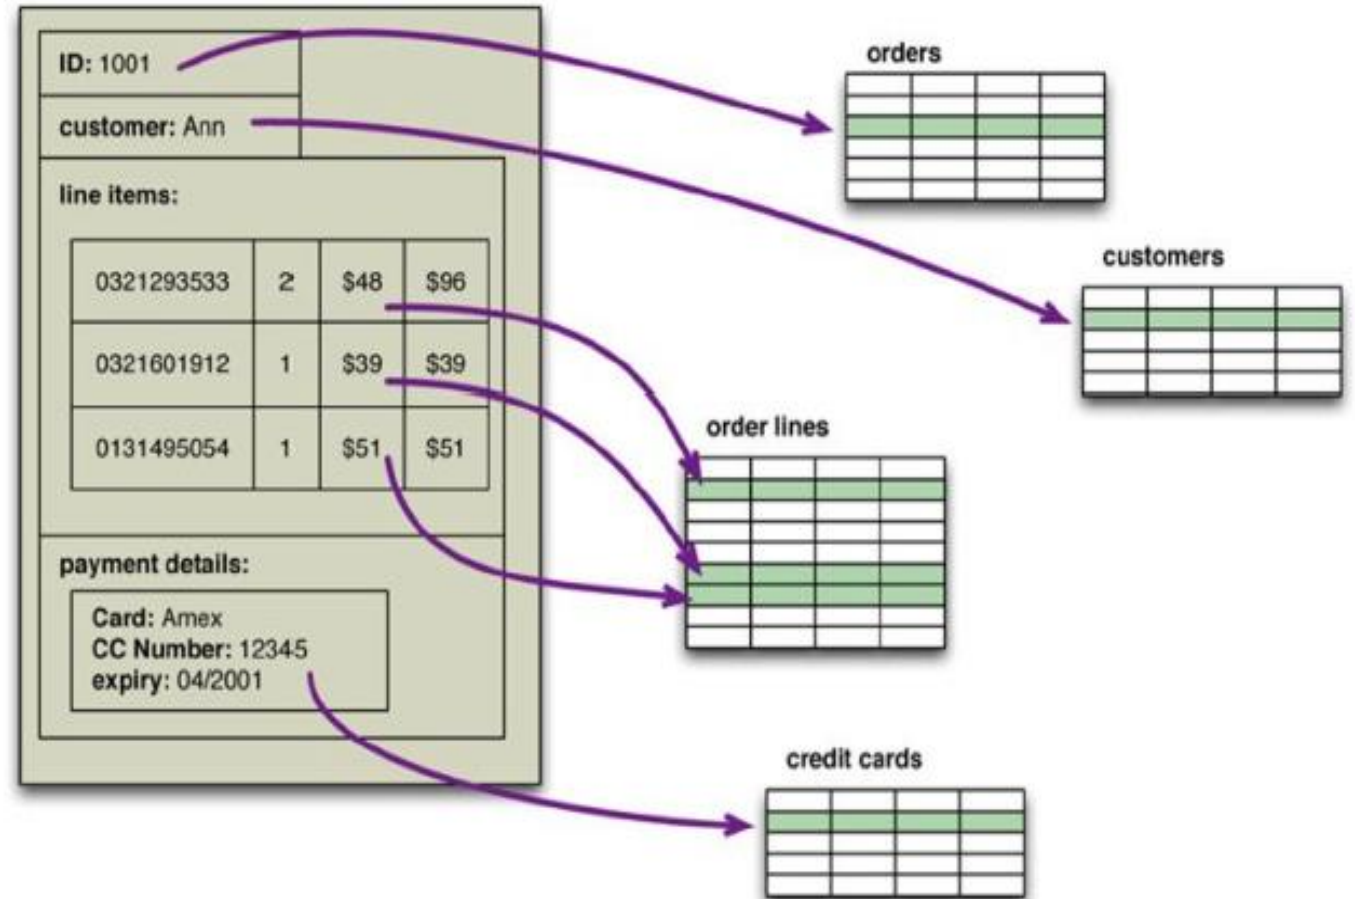 ID: 1001
customer: Ann
line items:
0321293533 2 $48 $96
0321601912 1 $39 $39
0131495054 1 $51 $51
payment details:
Card: Amex
CC Number: 12345
expiry: 04/2001
orders
customers
order lines
credit cards